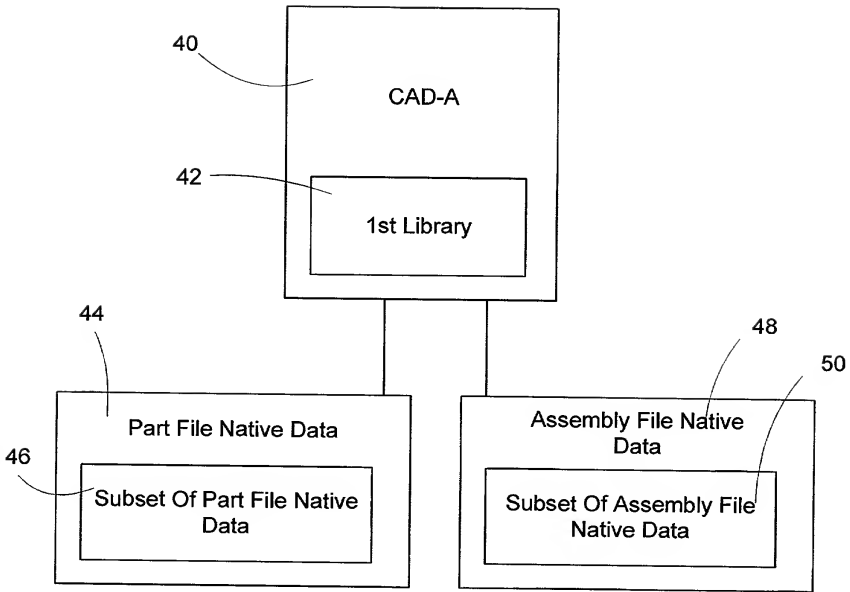 40
CAD-A
42
1st Library
44
48
50
Part File Native Data
Assembly File Native
Data
46
Subset Of Part File Native
Data
Subset Of Assembly File
Native Data